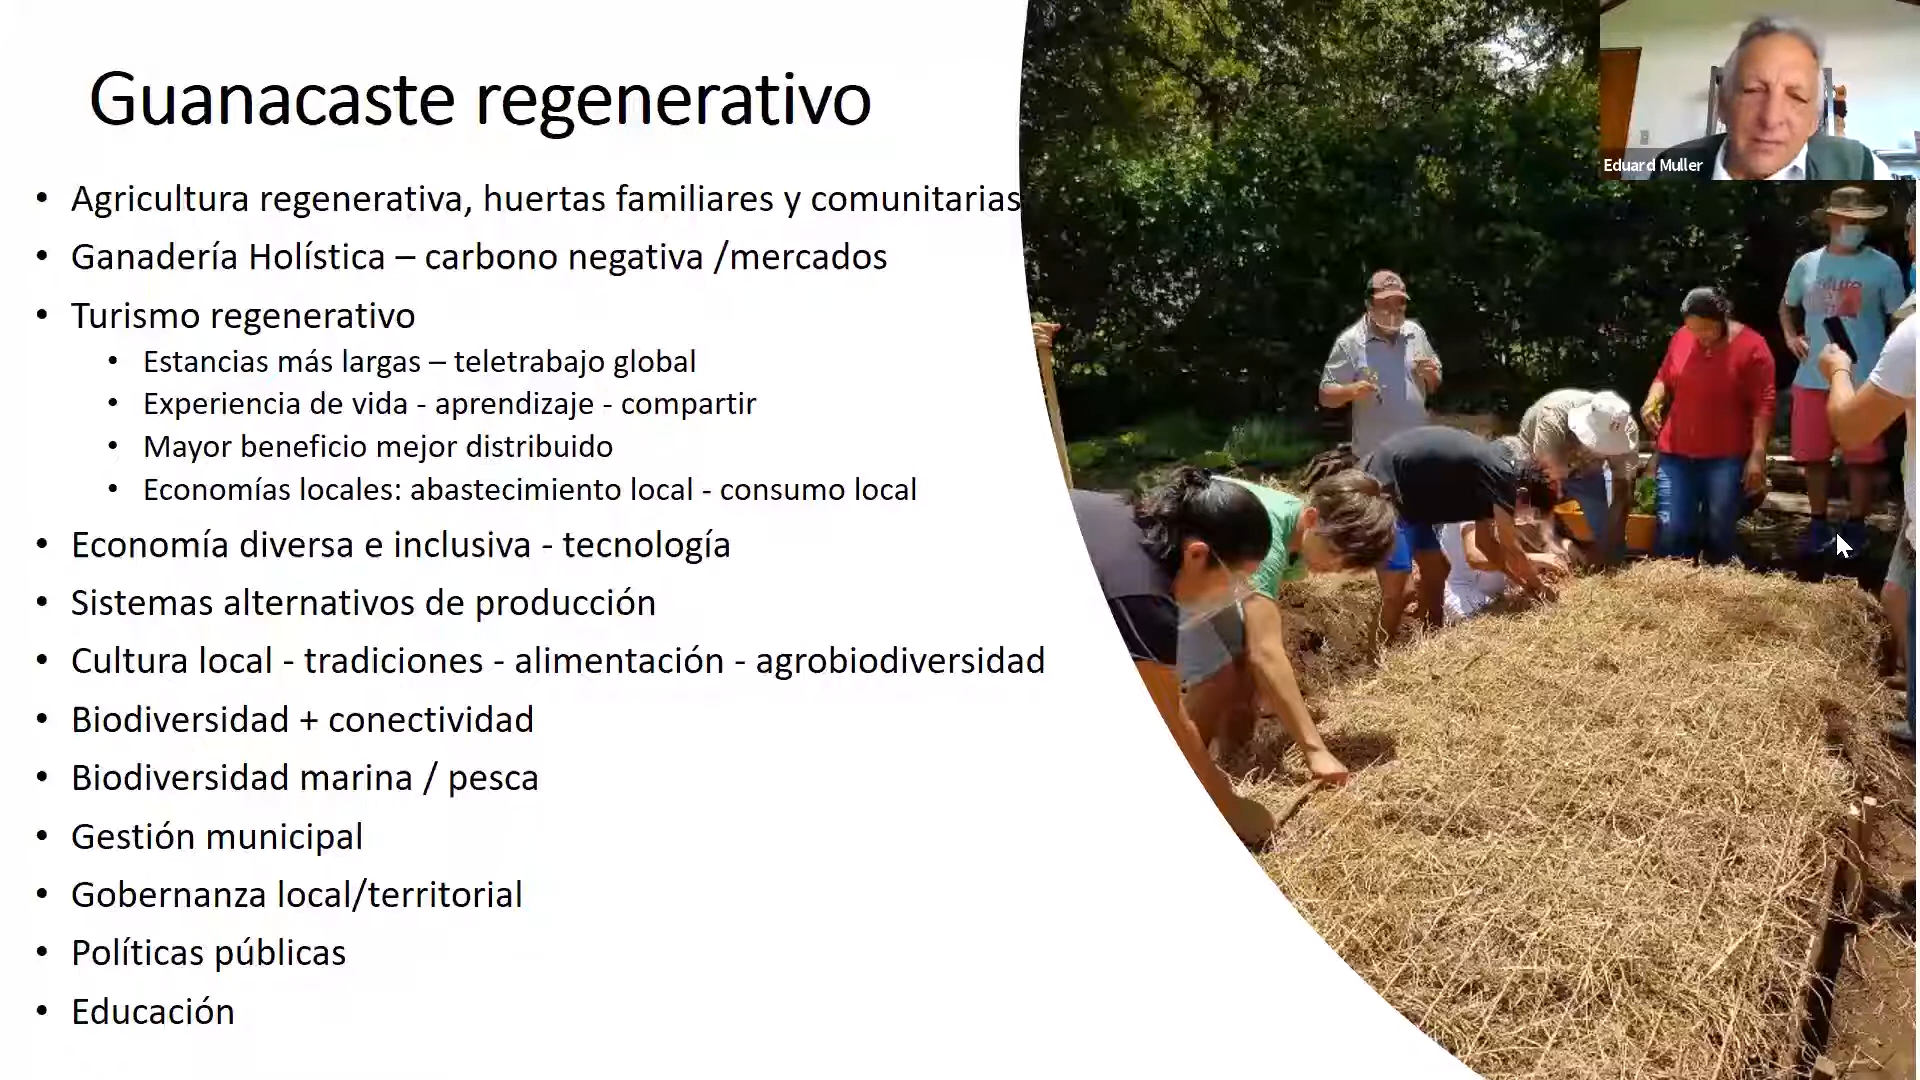 Guanacaste regenerativo
Eduard Muller
• Agricultura regenerativa, huertas familiares y comunitarias
• Ganadería Holística – carbono negativa /mercados
• Turismo regenerativo
• Estancias más largas – teletrabajo global
• Experiencia de vida - aprendizaje - compartir
• Mayor beneficio mejor distribuido
• Economías locales: abastecimiento local - consumo local
• Economía diversa e inclusiva - tecnología
• Sistemas alternativos de producción
• Cultura local - tradiciones - alimentación - agrobiodiversidad
• Biodiversidad + conectividad
• Biodiversidad marina / pesca
• Gestión municipal
• Gobernanza local/territorial
• Políticas públicas
• Educación